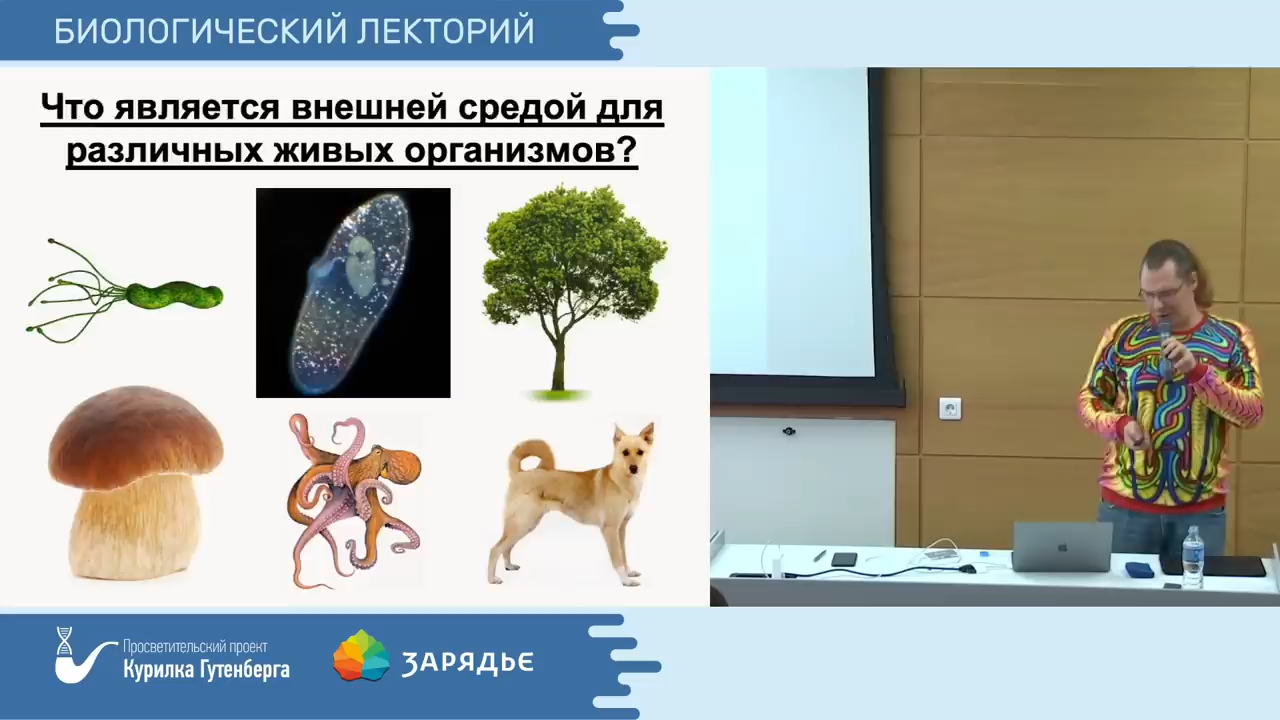 БИОЛОГИЧЕСКИЙ ЛЕКТОРИЙ
Что является внешней средой для
различных живых организмов?
Просветительский проект
Курилка Гутенберга
ЗАРЯДЬЕ